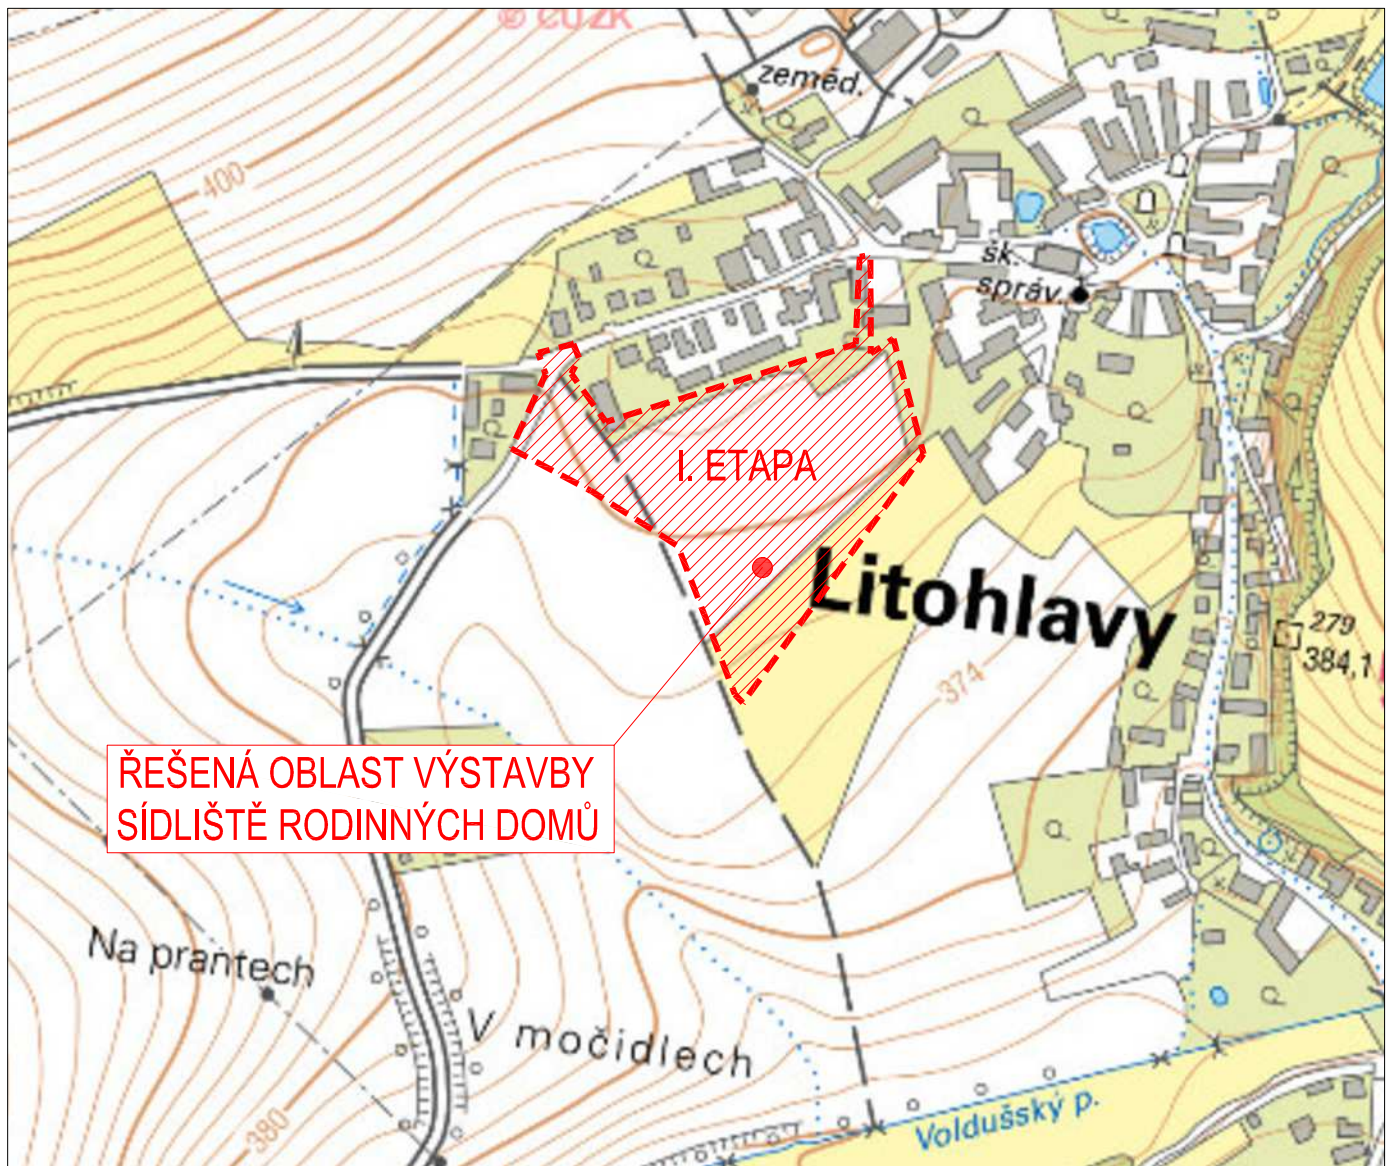 © ČÚZK
zeměd.
400
šk.
správ.
I. ETAPA
Litohlavy
279
384,1
374
ŘEŠENÁ OBLAST VÝSTAVBY
SÍDLIŠTĚ RODINNÝCH DOMŮ
Na prantech
V močidlech
380
Voldušský p.